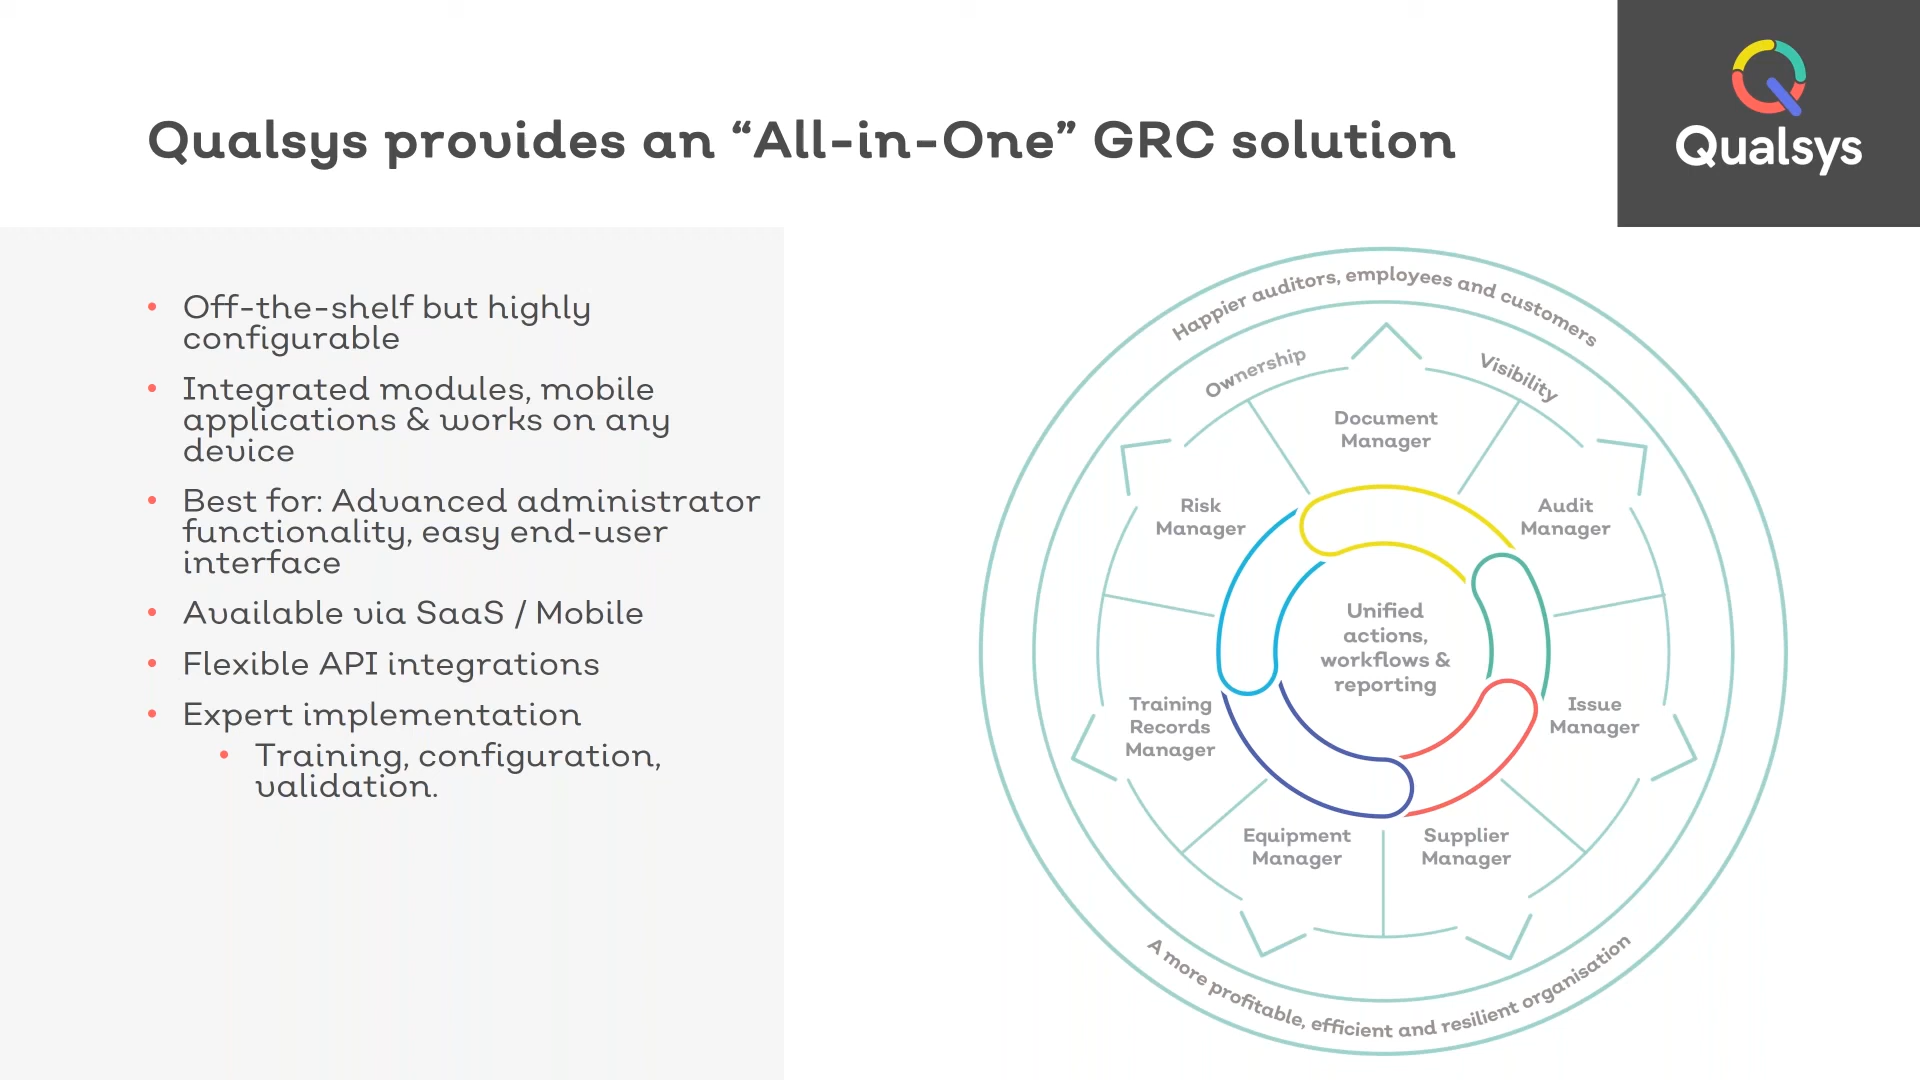 Qualsys provides an “All-in-One” GRC solution
Qualsys
• Off-the-shelf but highly
configurable
• Integrated modules, mobile
applications & works on any
device
• Best for: Advanced administrator
functionality, easy end-user
interface
• Available via SaaS / Mobile
• Flexible API integrations
• Expert implementation
• Training, configuration,
validation.
Happier auditors, employees and customers
Ownership
Visibility
Document
Manager
Risk
Manager
Audit
Manager
Unified
actions,
workflows &
reporting
Training
Records
Manager
Issue
Manager
Equipment
Manager
Supplier
Manager
A more profitable, efficient and resilient organisation